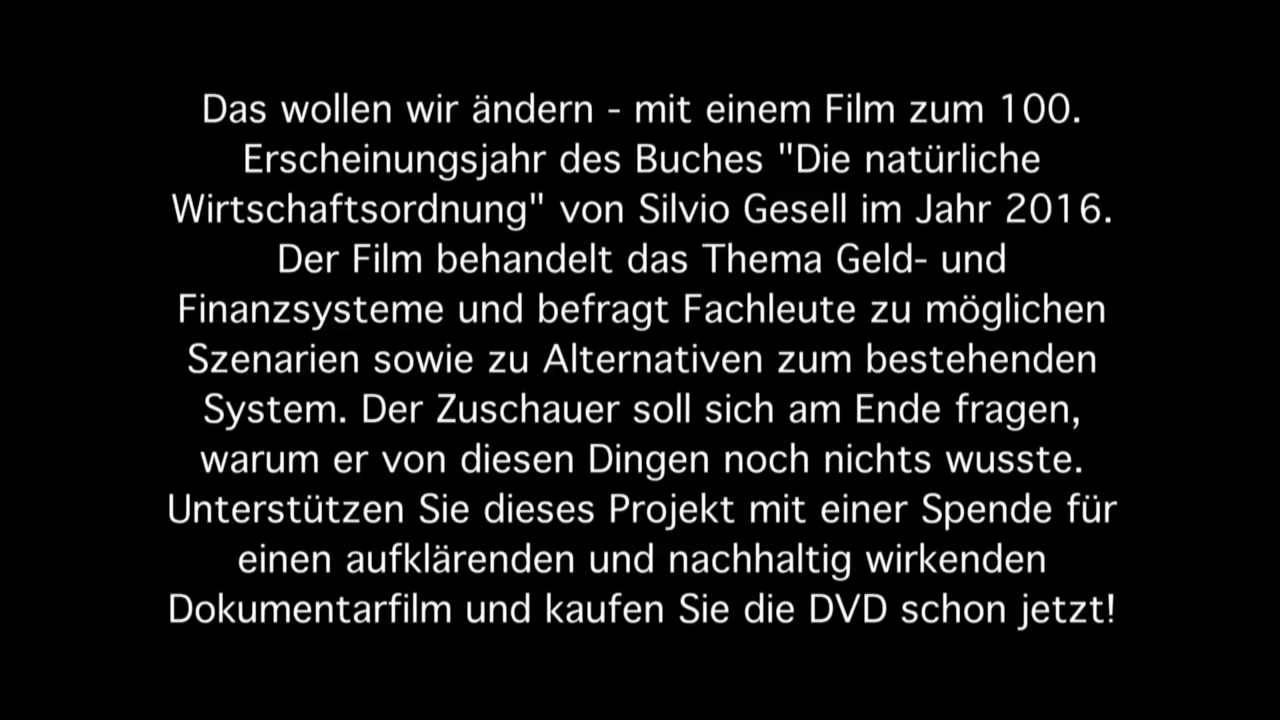 Das wollen wir ändern - mit einem Film zum 100.
Erscheinungsjahr des Buches "Die natürliche
Wirtschaftsordnung" von Silvio Gesell im Jahr 2016.
Der Film behandelt das Thema Geld- und
Finanzsysteme und befragt Fachleute zu möglichen
Szenarien sowie zu Alternativen zum bestehenden
System. Der Zuschauer soll sich am Ende fragen,
warum er von diesen Dingen noch nichts wusste.
Unterstützen Sie dieses Projekt mit einer Spende für
einen aufklärenden und nachhaltig wirkenden
Dokumentarfilm und kaufen Sie die DVD schon jetzt!